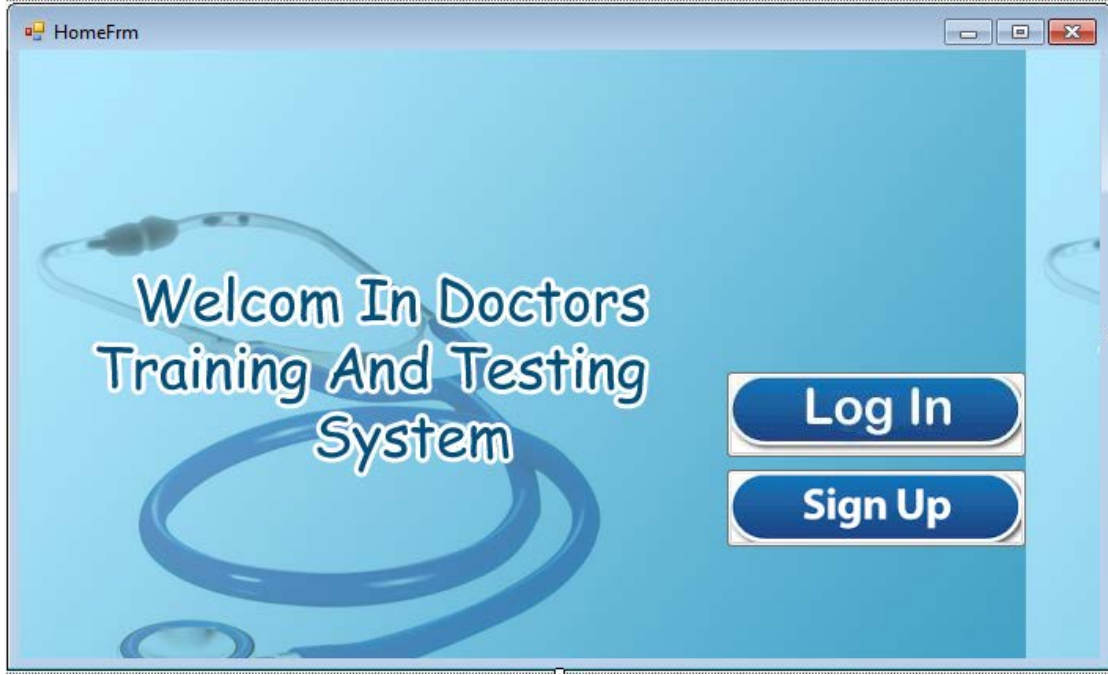 HomeFrm
Welcom In Doctors
Training And Testing
System
Log In
Sign Up